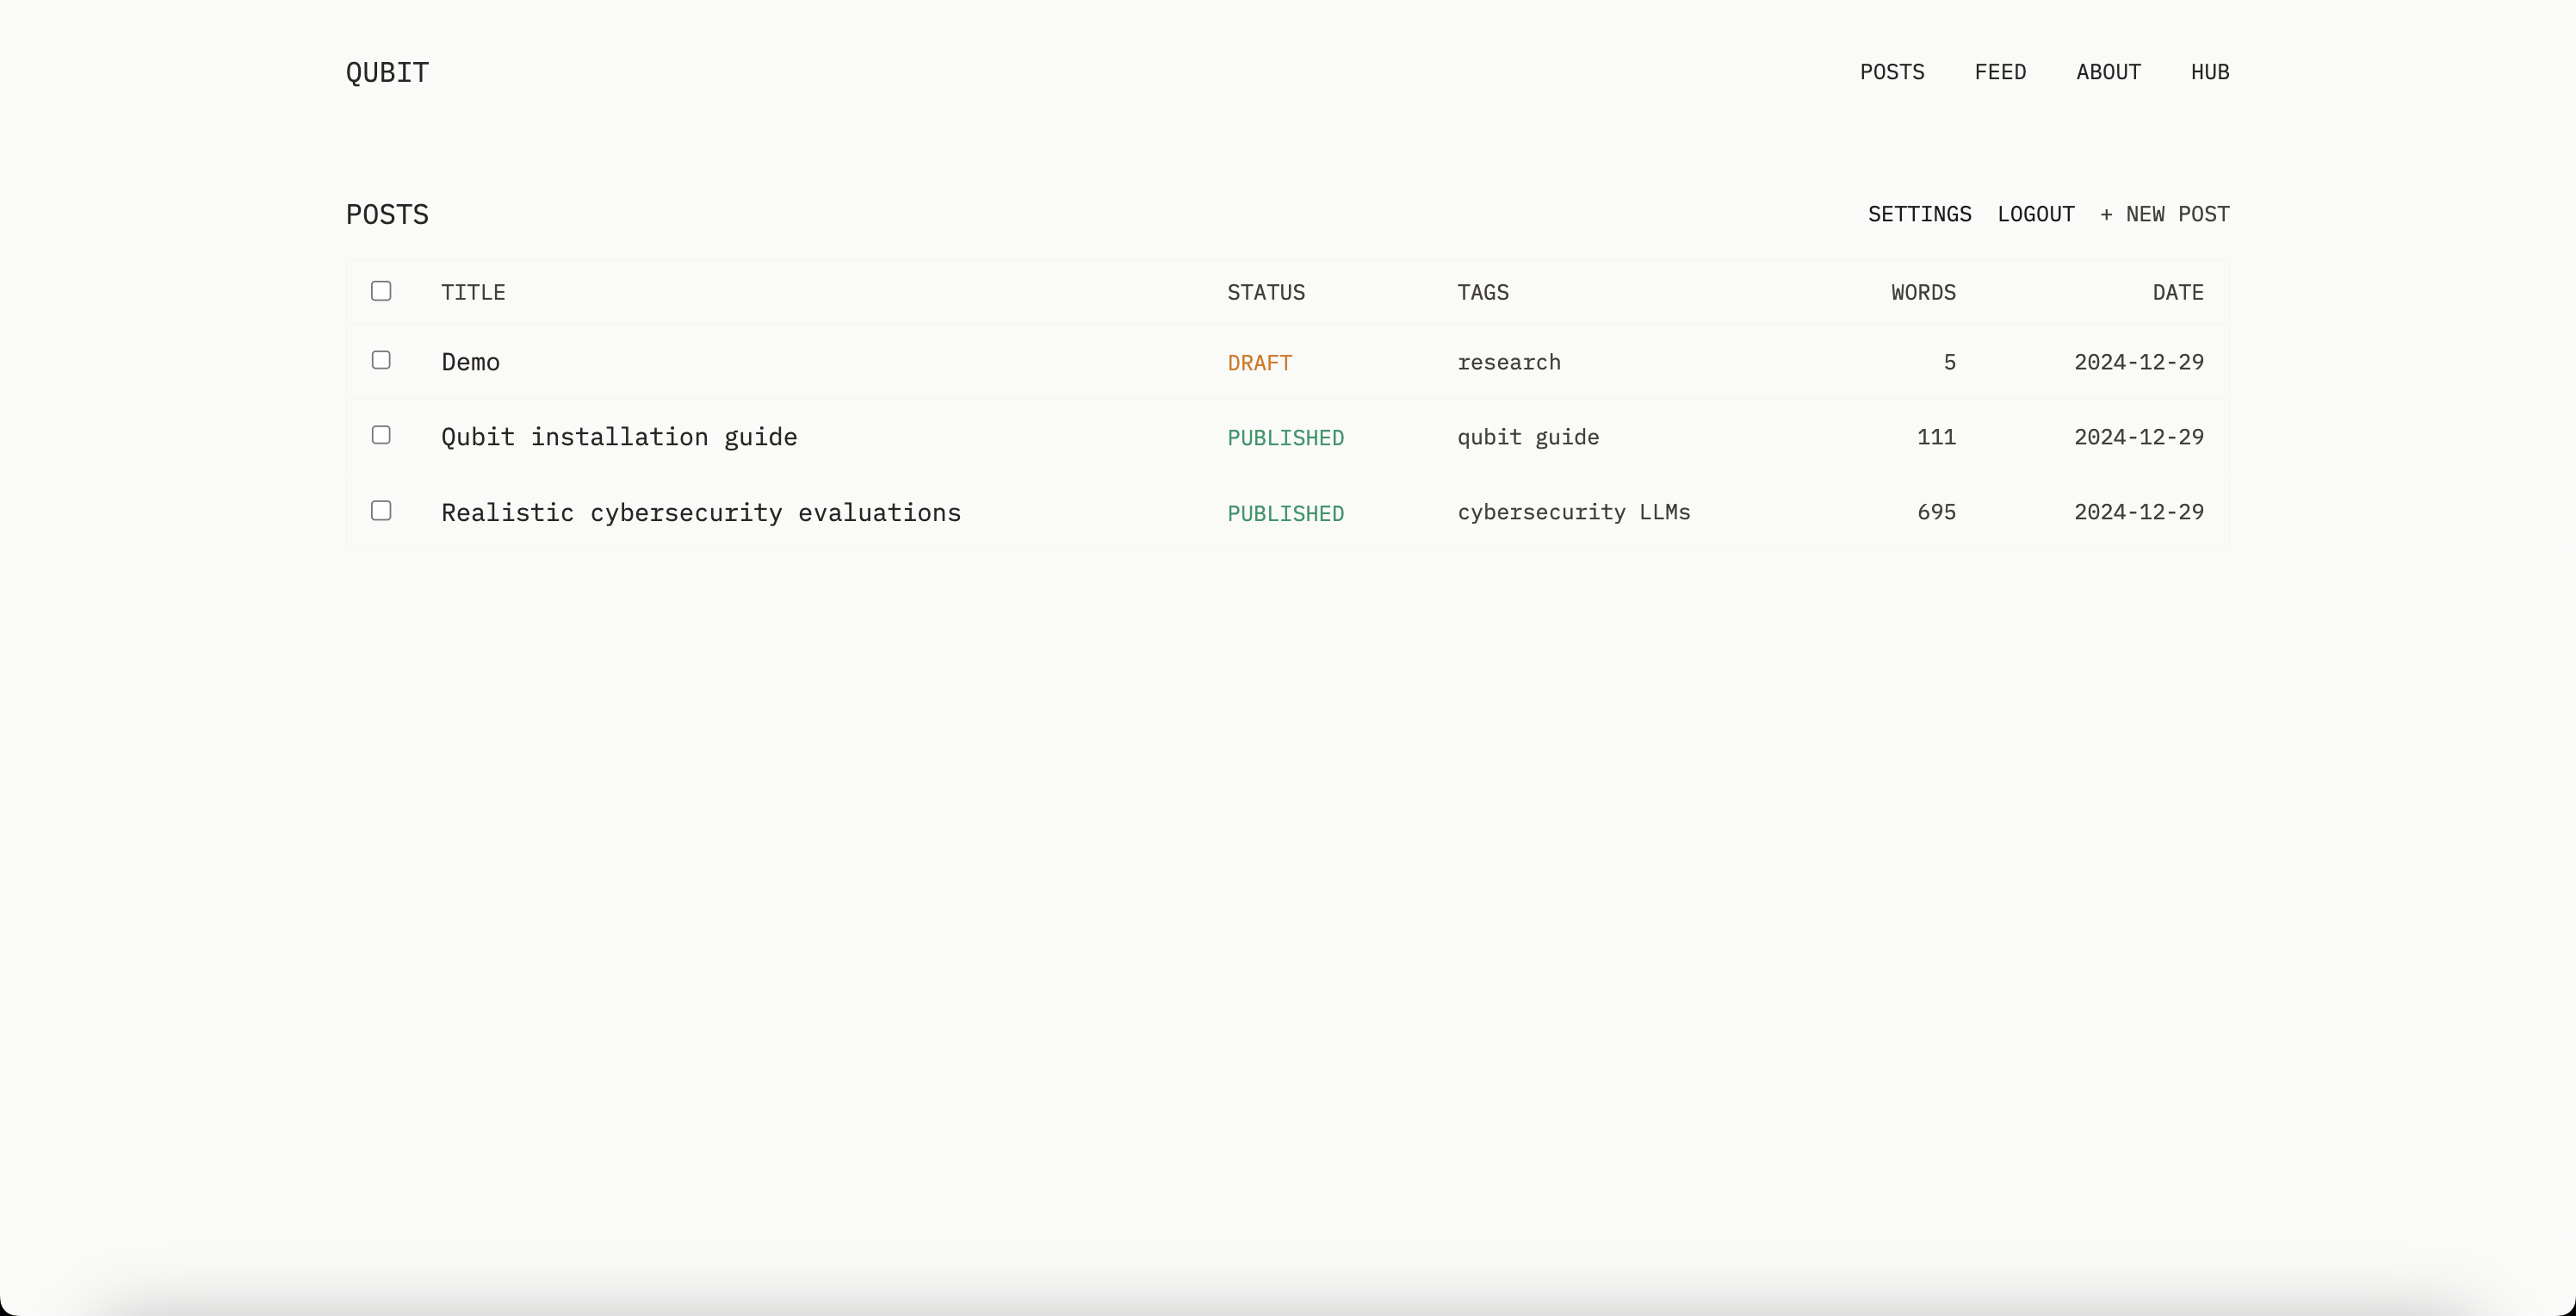 QUBIT POSTS FEED ABOUT HUB
POSTS SETTINGS LOGOUT + NEW POST
TITLE STATUS TAGS WORDS DATE
Demo DRAFT research 5 2024-12-29
Qubit installation guide PUBLISHED qubit guide 111 2024-12-29
Realistic cybersecurity evaluations PUBLISHED cybersecurity LLMs 695 2024-12-29